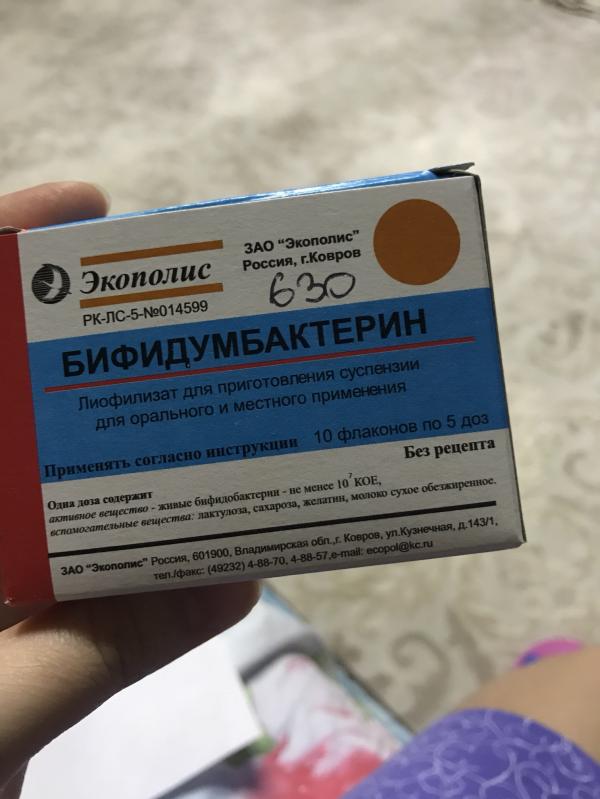 Экополис
ЗАО "Экополис"
Россия, г.Ковров
630
РК-ЛС-5-№014599
БИФИДУМБАКТЕРИН
Лиофилизат для приготовления суспензии
для орального и местного применения
Применять согласно инструкции 10 флаконов по 5 доз
Без рецепта
Одна доза содержит
активное вещество - живые бифидобактерии - не менее 10⁷ КОЕ,
вспомогательные вещества: лактулоза, сахароза, желатин, молоко сухое обезжиренное.
ЗАО "Экополис" Россия, 601900, Владимирская обл.,г. Ковров, ул.Кузнечная, д.143/1,
тел./факс: (49232) 4-88-70, 4-88-57,e-mail: ecopol@kc.ru